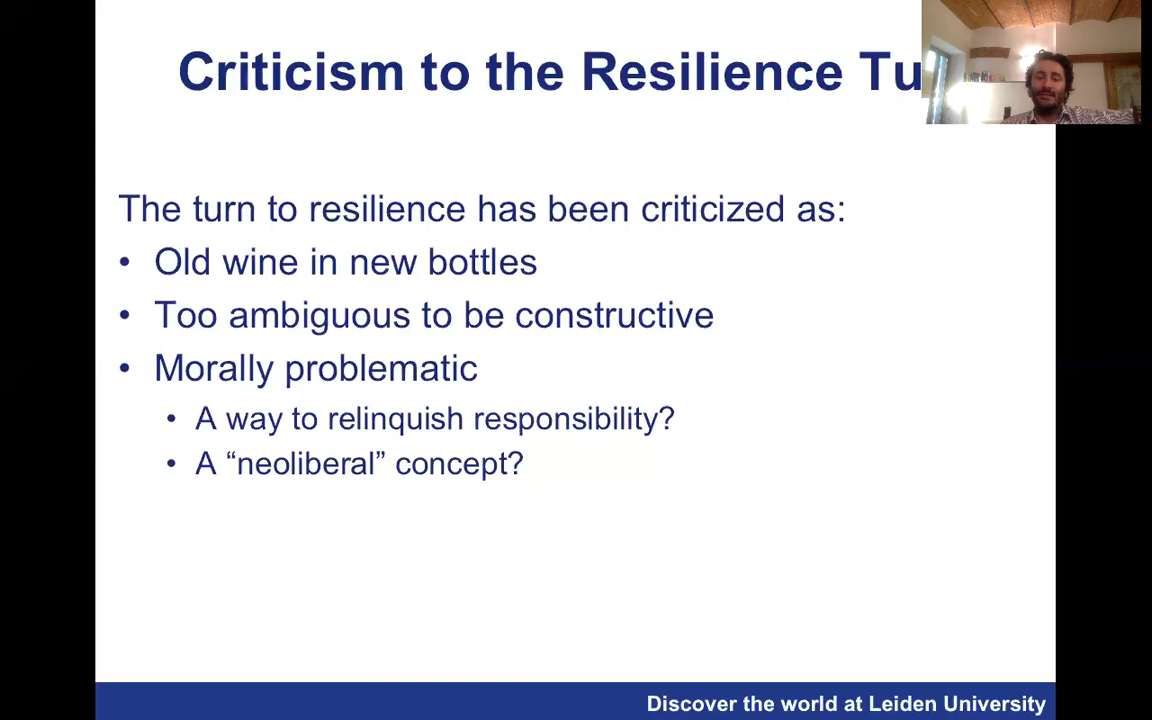 Criticism to the Resilience Tu
The turn to resilience has been criticized as:
• Old wine in new bottles
• Too ambiguous to be constructive
• Morally problematic
• A way to relinquish responsibility?
• A “neoliberal” concept?
Discover the world at Leiden University